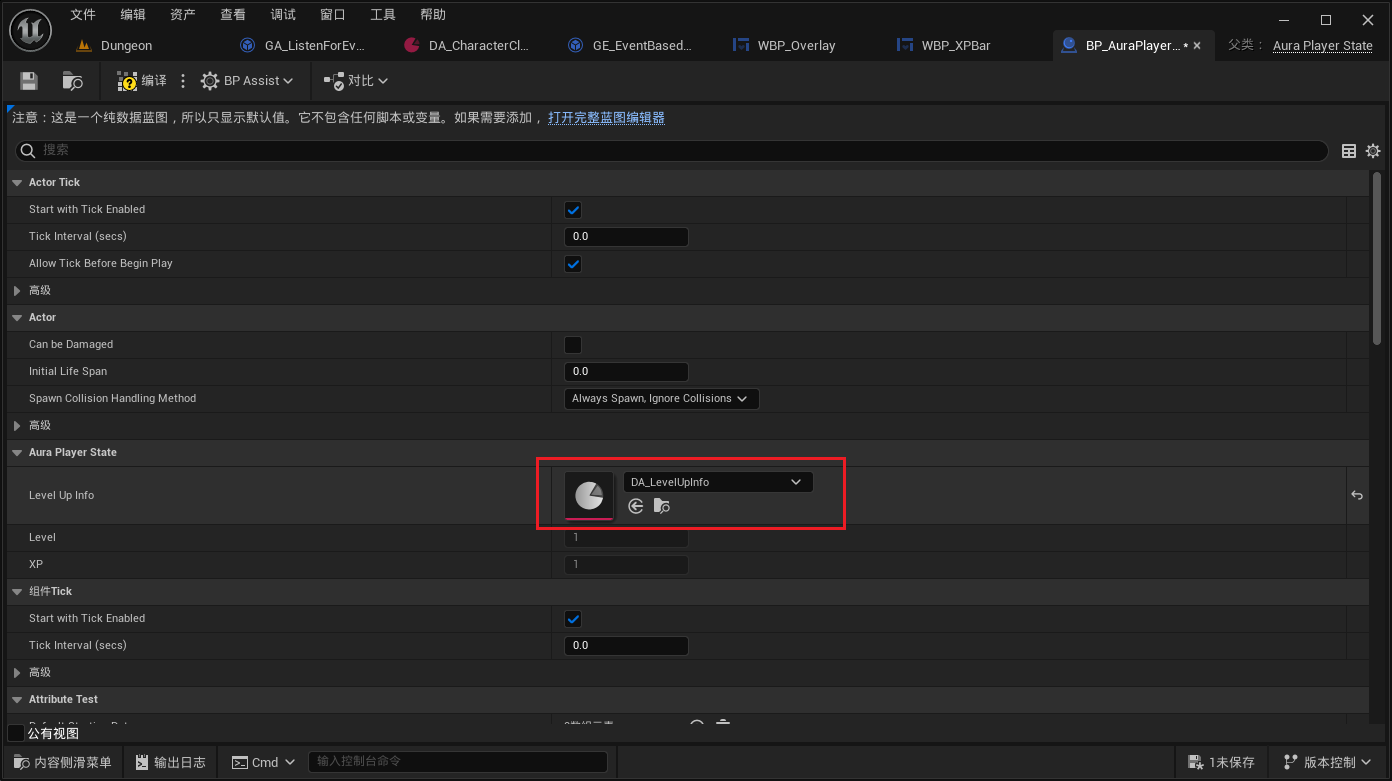 文件 编辑 资产 查看 调试 窗口 工具 帮助
Dungeon GA_ListenForEv... DA_CharacterCl... GE_EventBased... WBP_Overlay WBP_XPBar BP_AuraPlayer... • 父类： Aura Player State
编译 BP Assist 对比
注意：这是一个纯数据蓝图，所以只显示默认值。它不包含任何脚本或变量。如果需要添加， 打开完整蓝图编辑器
搜索
Actor Tick
Start with Tick Enabled
Tick Interval (secs) 0.0
Allow Tick Before Begin Play
高级
Actor
Can be Damaged
Initial Life Span 0.0
Spawn Collision Handling Method Always Spawn, Ignore Collisions
高级
Aura Player State
Level Up Info DA_LevelUpInfo
Level 1
XP 1
组件Tick
Start with Tick Enabled
Tick Interval (secs) 0.0
高级
Attribute Test
公有视图
内容侧滑菜单 输出日志 Cmd 输入控制台命令 1未保存 版本控制